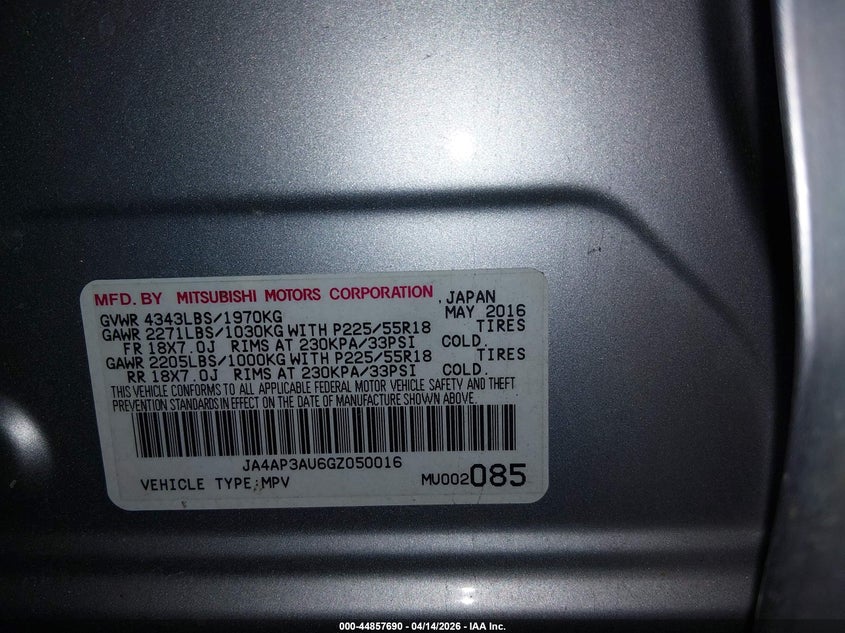 MFD. BY MITSUBISHI MOTORS CORPORATION , JAPAN
GVWR 4343LBS/1970KG MAY 2016
GAWR 2271LBS/1030KG WITH P225/55R18 TIRES
FR 18X7.0J RIMS AT 230KPA/33PSI COLD.
GAWR 2205LBS/1000KG WITH P225/55R18 TIRES
RR 18X7.0J RIMS AT 230KPA/33PSI COLD.
THIS VEHICLE CONFORMS TO ALL APPLICABLE FEDERAL MOTOR VEHICLE SAFETY AND THEFT
PREVENTION STANDARDS IN EFFECT ON THE DATE OF MANUFACTURE SHOWN ABOVE.
JA4AP3AU6GZ050016
VEHICLE TYPE:MPV MU002085
000-44857690 - 04/14/2026 - IAA Inc.